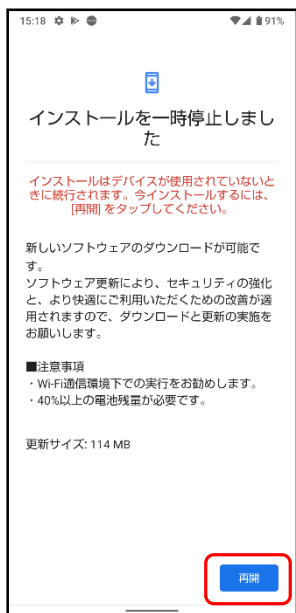 15:18 91%
インストールを一時停止しまし
た
インストールはデバイスが使用されていないと
きに続行されます。今インストールするには、
[再開] をタップしてください。
新しいソフトウェアのダウンロードが可能で
す。
ソフトウェア更新により、セキュリティの強化
と、より快適にご利用いただくための改善が適
用されますので、ダウンロードと更新の実施を
お願いします。
■注意事項
・Wi-Fi通信環境下での実行をお勧めします。
・40%以上の電池残量が必要です。
更新サイズ: 114 MB
再開